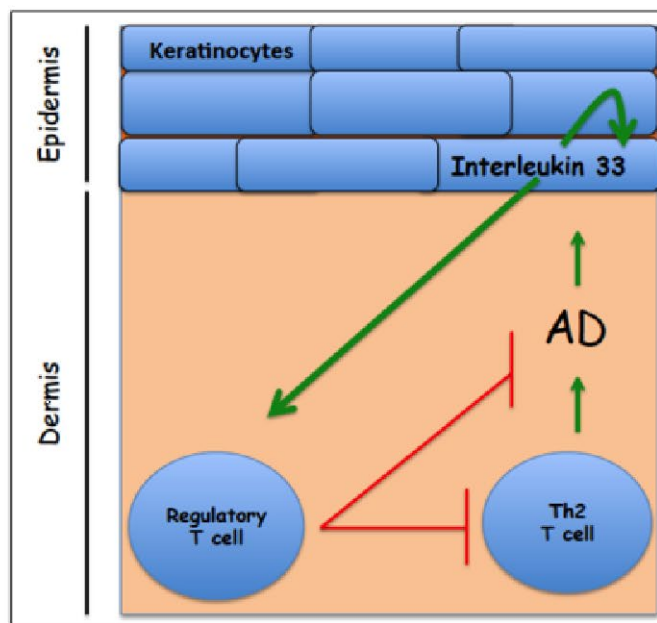 Epidermis
Keratinocytes
Interleukin 33
Dermis
AD
Regulatory
T cell
Th2
T cell